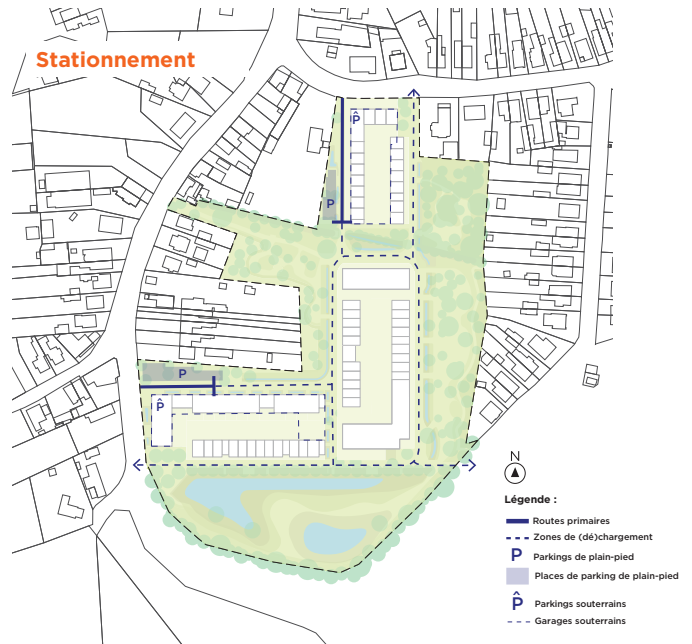 Stationnement
P̂
P
P
P̂
N
Légende :
Routes primaires
Zones de (dé)chargement
P Parkings de plain-pied
Places de parking de plain-pied
P̂ Parkings souterrains
Garages souterrains